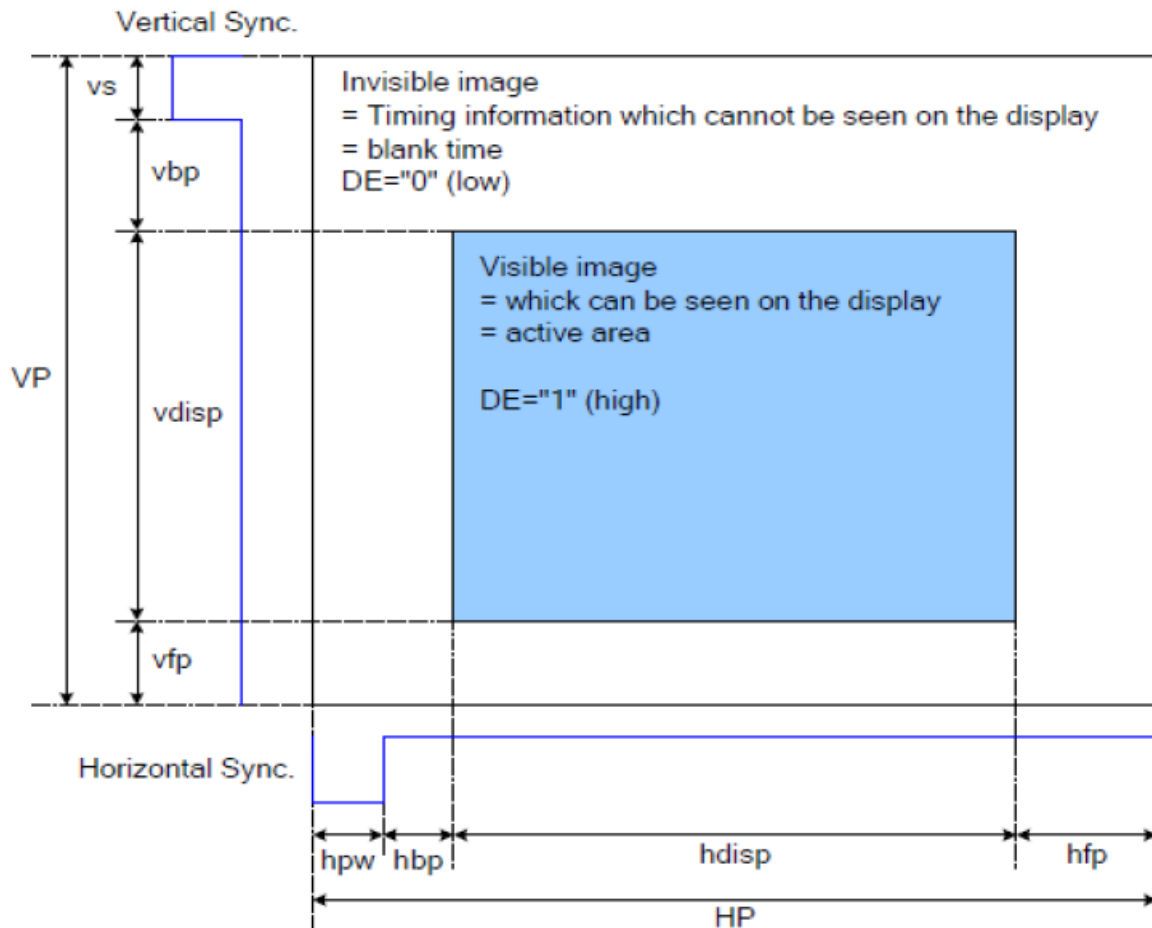 Vertical Sync.
vs
Invisible image
= Timing information which cannot be seen on the display
= blank time
DE="0" (low)
vbp
Visible image
= whick can be seen on the display
= active area
DE="1" (high)
VP
vdisp
vfp
Horizontal Sync.
hpw
hbp
hdisp
hfp
HP